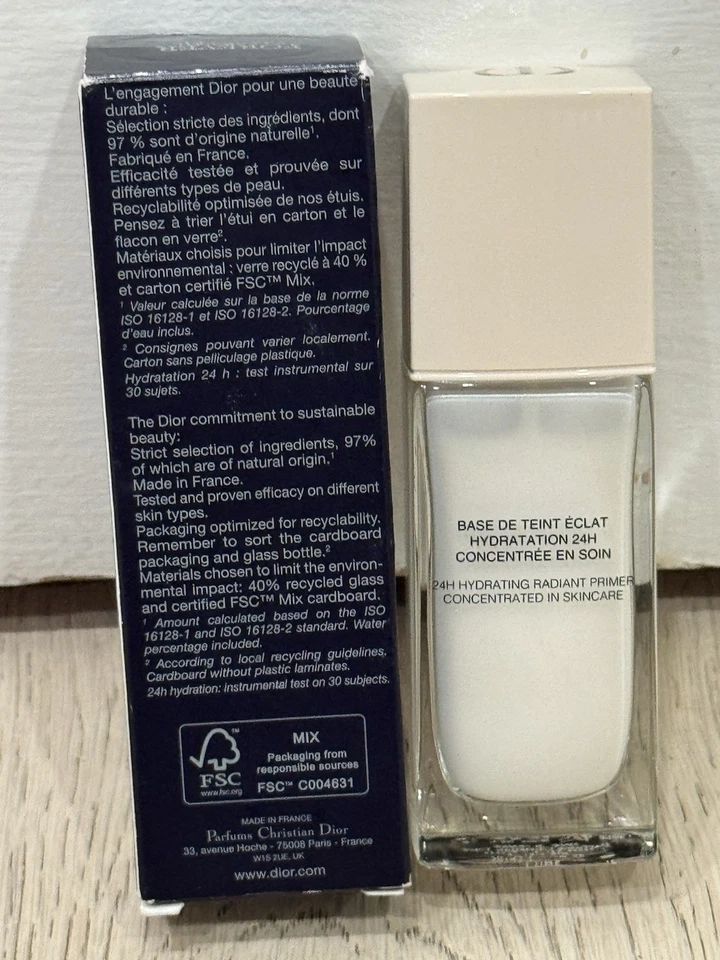 FOREVER
L'engagement Dior pour une beauté
durable :
Sélection stricte des ingrédients, dont
97 % sont d'origine naturelle¹.
Fabriqué en France.
Efficacité testée et prouvée sur
différents types de peau.
Recyclabilité optimisée de nos étuis.
Pensez à trier l'étui en carton et le
flacon en verre².
Matériaux choisis pour limiter l'impact
environnemental : verre recyclé à 40 %
et carton certifié FSC™ Mix.
¹ Valeur calculée sur la base de la norme
ISO 16128-1 et ISO 16128-2. Pourcentage
d'eau inclus.
² Consignes pouvant varier localement.
Carton sans pelliculage plastique.
Hydratation 24 h : test instrumental sur
30 sujets.
The Dior commitment to sustainable
beauty:
Strict selection of ingredients, 97%
of which are of natural origin.¹
Made in France.
Tested and proven efficacy on different
skin types.
Packaging optimized for recyclability.
Remember to sort the cardboard
packaging and glass bottle.²
Materials chosen to limit the environ-
mental impact: 40% recycled glass
and certified FSC™ Mix cardboard.
¹ Amount calculated based on the ISO
16128-1 and ISO 16128-2 standard. Water
percentage included.
² According to local recycling guidelines.
Cardboard without plastic laminates.
24h hydration: instrumental test on 30 subjects.
™
FSC
www.fsc.org
MIX
Packaging from
responsible sources
FSC™ C004631
MADE IN FRANCE
Parfums Christian Dior
33, avenue Hoche - 75008 Paris - France
W1S 2UE, UK
www.dior.com
BASE DE TEINT ÉCLAT
HYDRATATION 24H
CONCENTRÉE EN SOIN
24H HYDRATING RADIANT PRIMER
CONCENTRATED IN SKINCARE